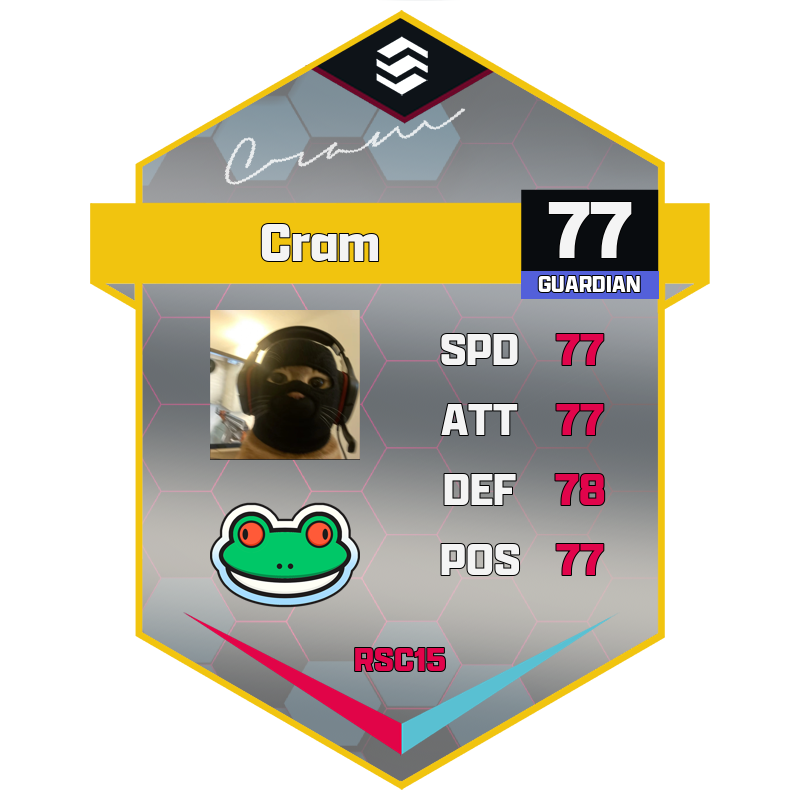 Cram
Cram
77
GUARDIAN
SPD 77
ATT 77
DEF 78
POS 77
RSC15